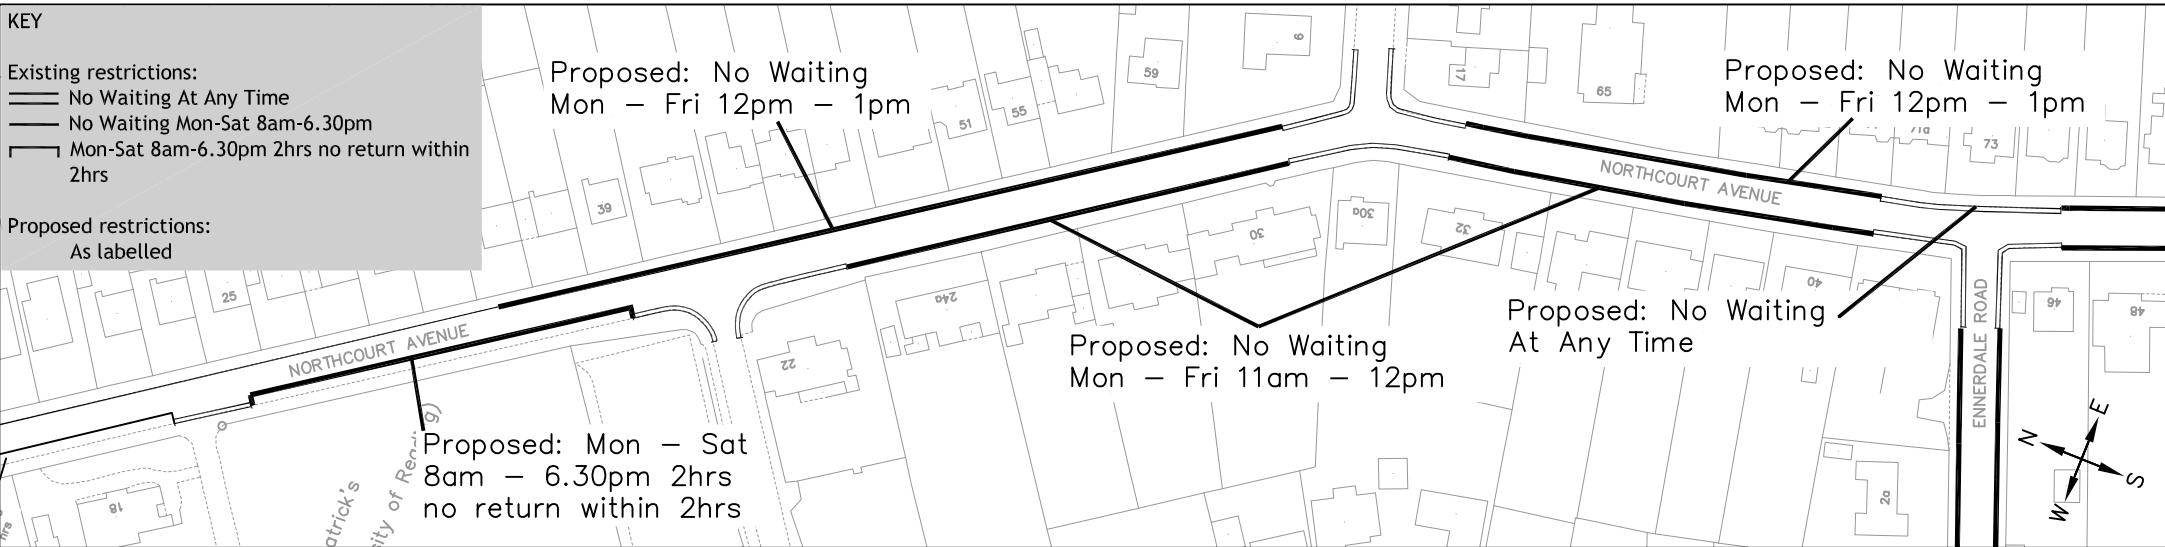 KEY
Existing restrictions:
No Waiting At Any Time
No Waiting Mon-Sat 8am-6.30pm
Mon-Sat 8am-6.30pm 2hrs no return within
2hrs
Proposed restrictions:
As labelled
Proposed: No Waiting
Mon – Fri 12pm – 1pm
Proposed: No Waiting
Mon – Fri 12pm – 1pm
59
9
17
65
51
55
71a
73
39
25
NORTHCOURT AVENUE
NORTHCOURT AVENUE
30a
30
32
24a
40
46
48
22
Proposed: No Waiting
At Any Time
Proposed: No Waiting
Mon – Fri 11am – 12pm
ENNERDALE ROAD
Proposed: Mon – Sat
8am – 6.30pm 2hrs
no return within 2hrs
18
2a
N
E
S
W
hrs